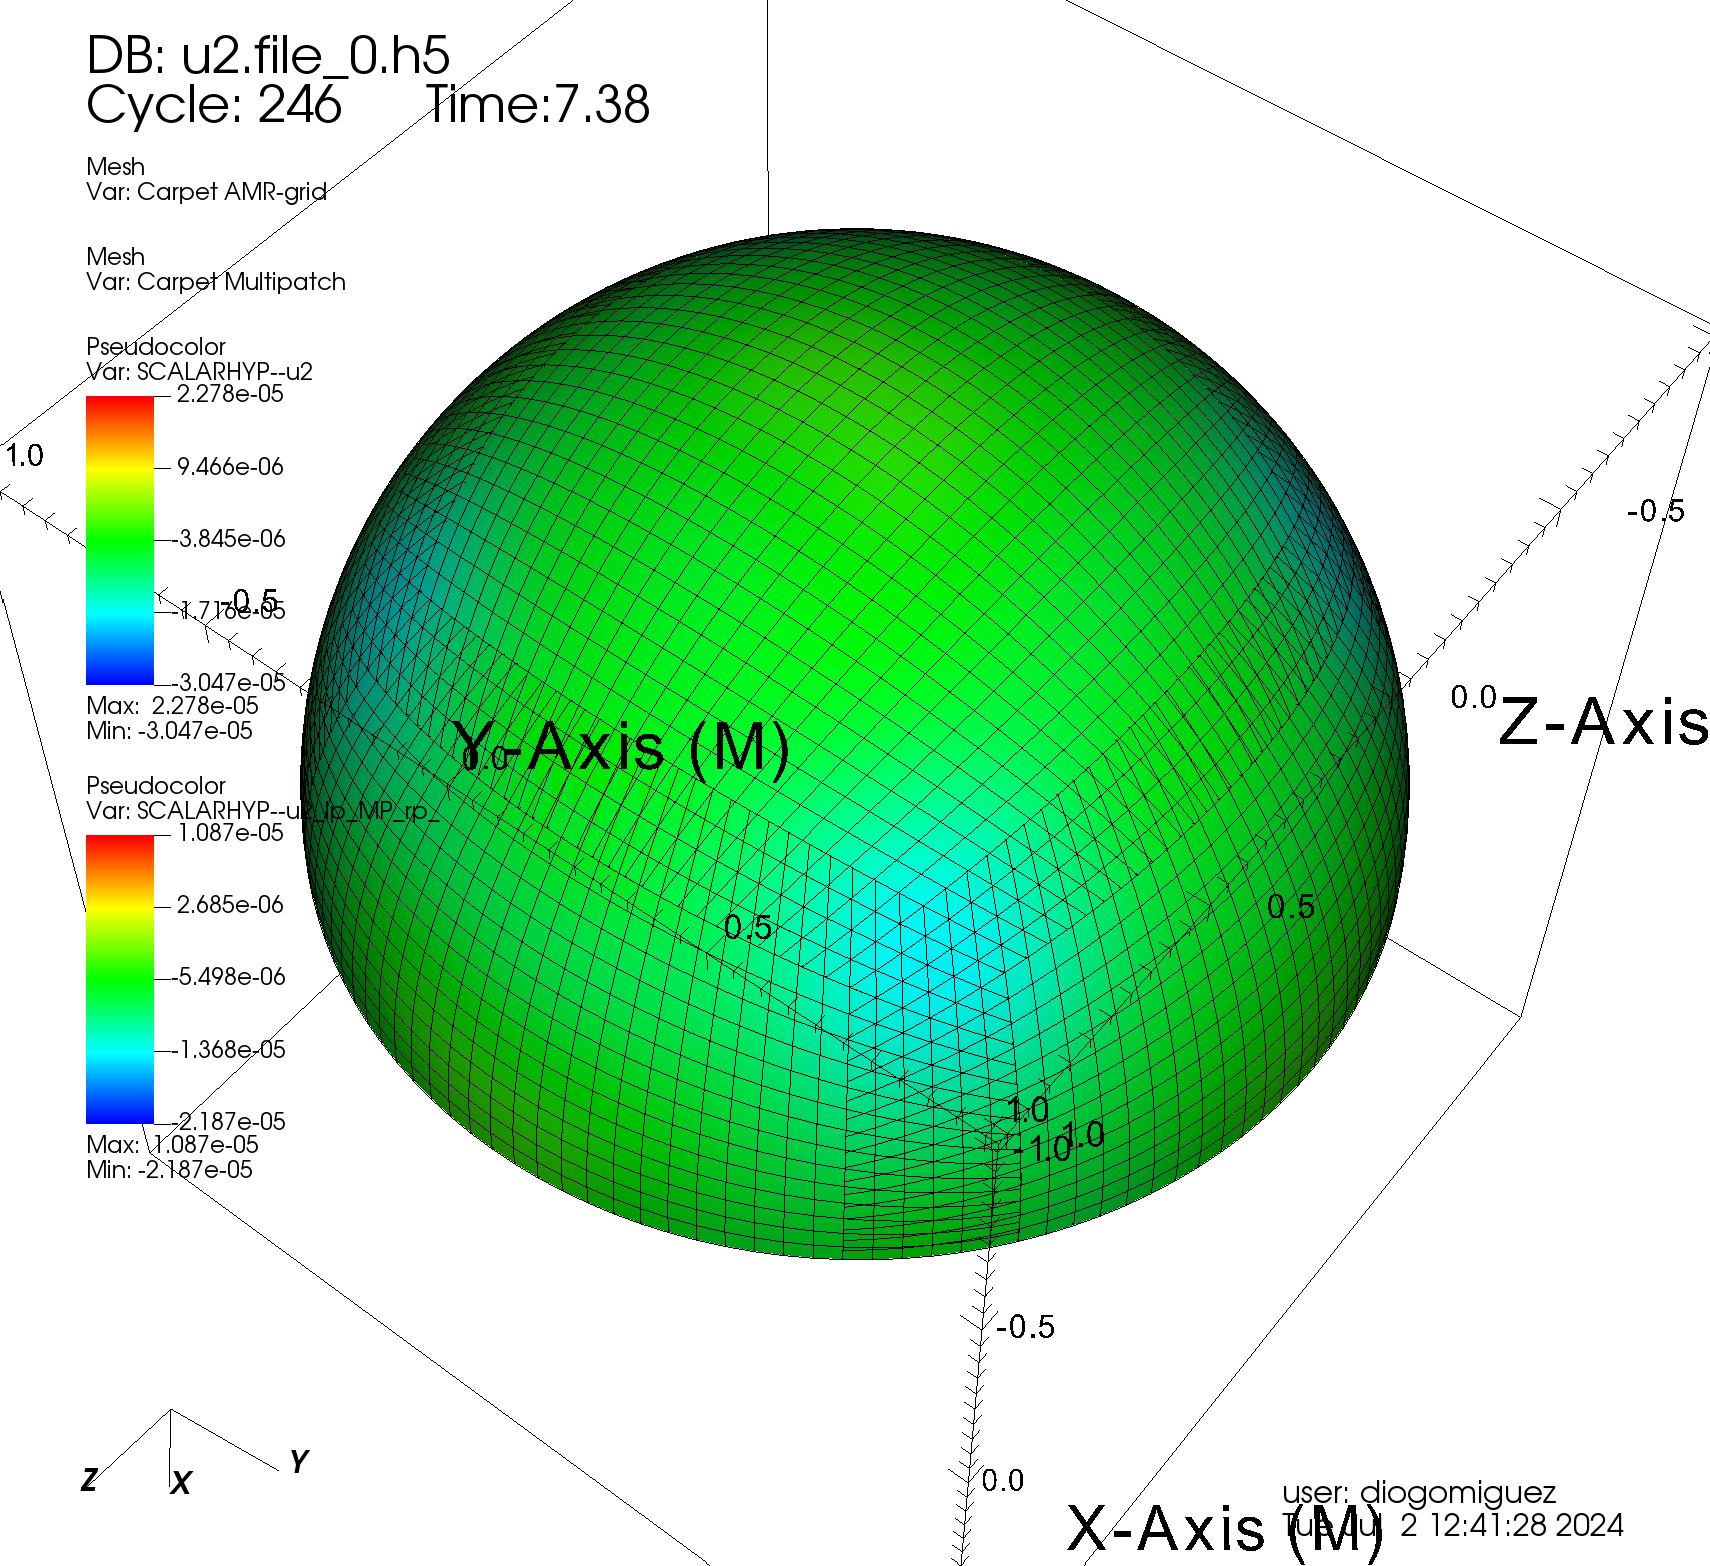 DB: u2.file_0.h5
Cycle: 246 Time:7.38
Mesh
Var: Carpet AMR-grid
Mesh
Var: Carpet Multipatch
Pseudocolor
Var: SCALARHYP--u2
2.278e-05
9.466e-06
-3.845e-06
-1.716e-05
-3.047e-05
Max: 2.278e-05
Min: -3.047e-05
Pseudocolor
Var: SCALARHYP--u2_lp_MP_rp_
1.087e-05
2.685e-06
-5.498e-06
-1.368e-05
-2.187e-05
Max: 1.087e-05
Min: -2.187e-05
1.0
-0.5
0.0
Y-Axis (M)
0.5
1.0
-0.5
0.0
Z-Axis
0.5
1.0
-1.0
-0.5
0.0
X-Axis (M)
Z
X
Y
user: diogomiguez
Tue Jul 2 12:41:28 2024